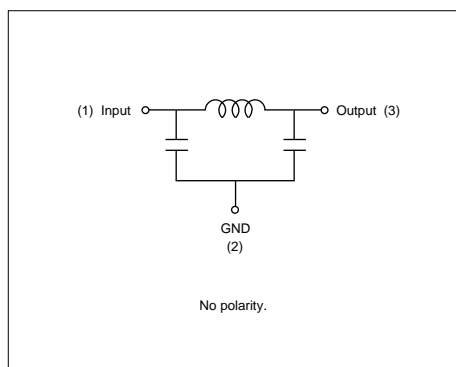 (1) Input
Output (3)
GND
(2)
No polarity.